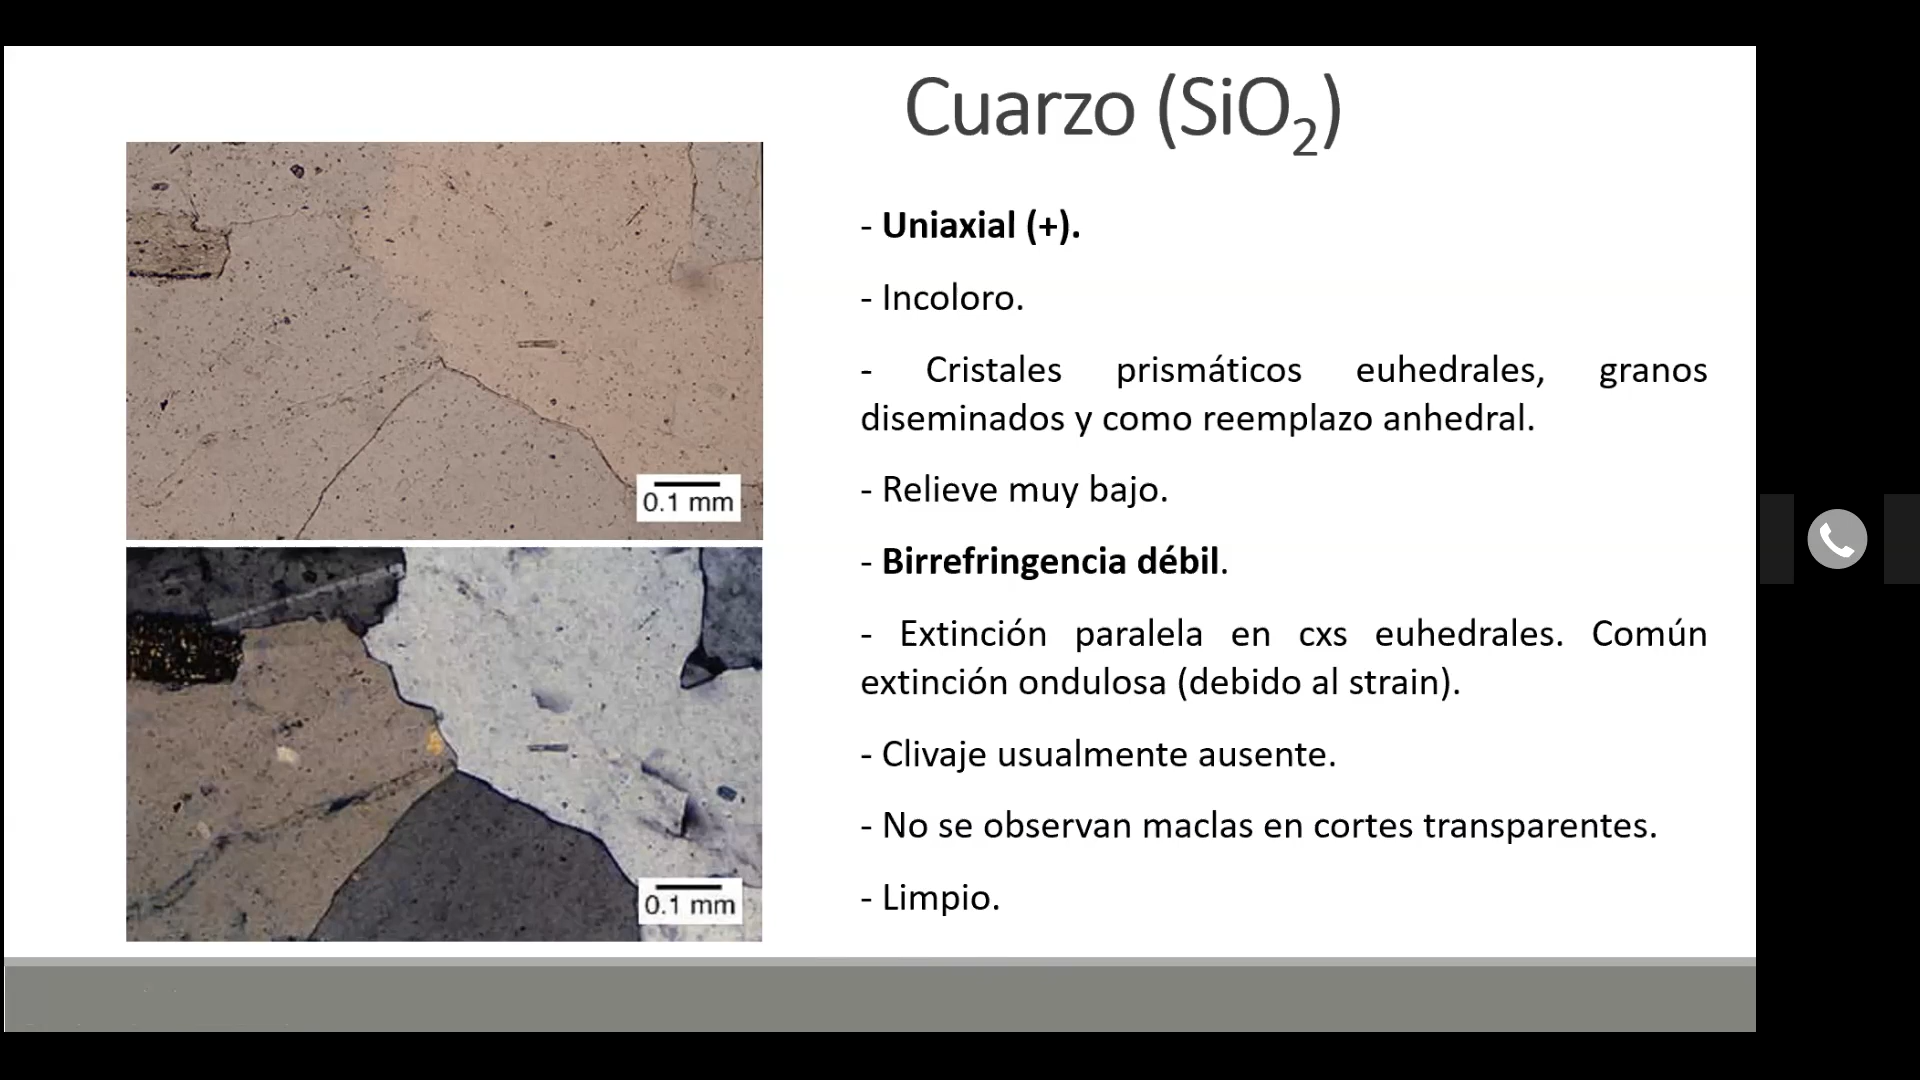 Cuarzo (SiO₂)
- Uniaxial (+).
- Incoloro.
- Cristales prismáticos euhedrales, granos
diseminados y como reemplazo anhedral.
- Relieve muy bajo.
- Birrefringencia débil.
- Extinción paralela en cxs euhedrales. Común
extinción ondulosa (debido al strain).
- Clivaje usualmente ausente.
- No se observan maclas en cortes transparentes.
- Limpio.
0.1 mm
0.1 mm